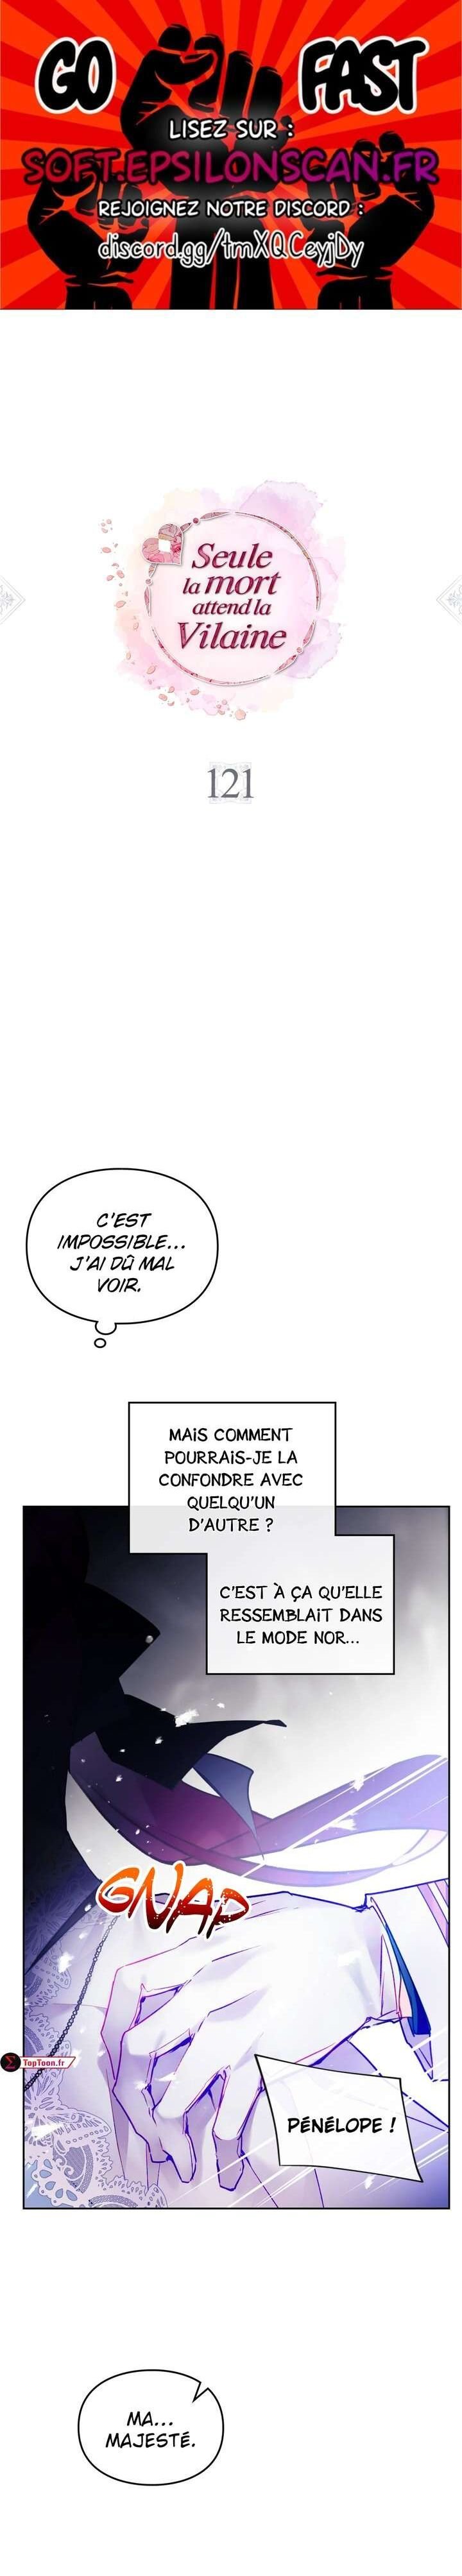 GO FAST
LISEZ SUR :
SOFT.EPSILONSCAN.FR
REJOIGNEZ NOTRE DISCORD :
discord.gg/tmXQCeyjDy
Seule
la mort
attend la
Vilaine
121
C'EST
IMPOSSIBLE...
J'AI DÛ MAL
VOIR.
MAIS COMMENT
POURRAIS-JE LA
CONFONDRE AVEC
QUELQU'UN
D'AUTRE ?
C'EST À ÇA QU'ELLE
RESSEMBLAIT DANS
LE MODE NOR...
GNAP
TopToon.fr
PÉNÉLOPE !
MA...
MAJESTÉ.